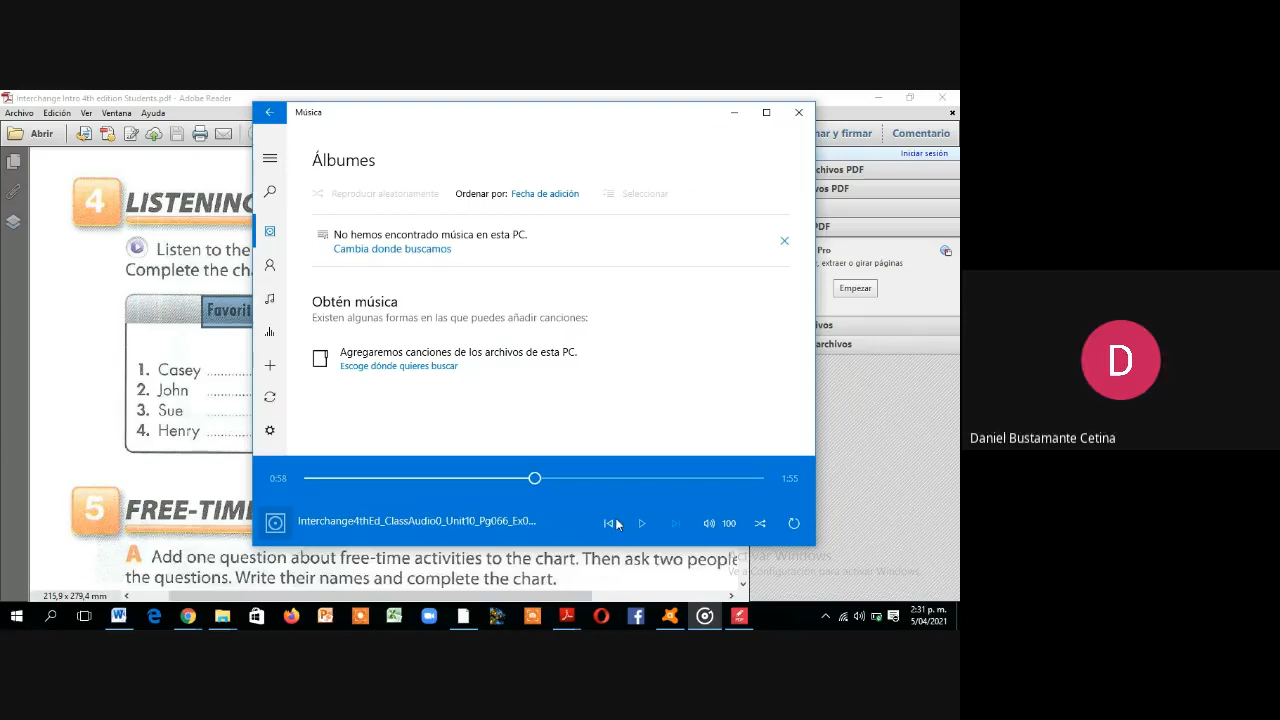 Interchange Intro 4th edition Students.pdf - Adobe Reader
Archivo Edición Ver Ventana Ayuda
Abrir
mar y firmar Comentario
Iniciar sesión
Música
Álbumes
Reproducir aleatoriamente Ordenar por: Fecha de adición Seleccionar
No hemos encontrado música en esta PC.
Cambia donde buscamos
Obtén música
Existen algunas formas en las que puedes añadir canciones:
Agregaremos canciones de los archivos de esta PC.
Escoge dónde quieres buscar
0:58 1:55
Interchange4thEd_ClassAudio0_Unit10_Pg066_Ex0...
100
4 LISTENING
Listen to the
Complete the cha
Favorit
1. Casey
2. John
3. Sue
4. Henry
5 FREE-TIM
A Add one question about free-time activities to the chart. Then ask two people
the questions. Write their names and complete the chart.
chivos PDF
vos PDF
PDF
Pro
, extraer o girar páginas
Empezar
ivos
archivos
Activar Windows
Ve a Configuración para activar Windows.
215,9 x 279,4 mm
2:31 p. m.
5/04/2021
D
Daniel Bustamante Cetina